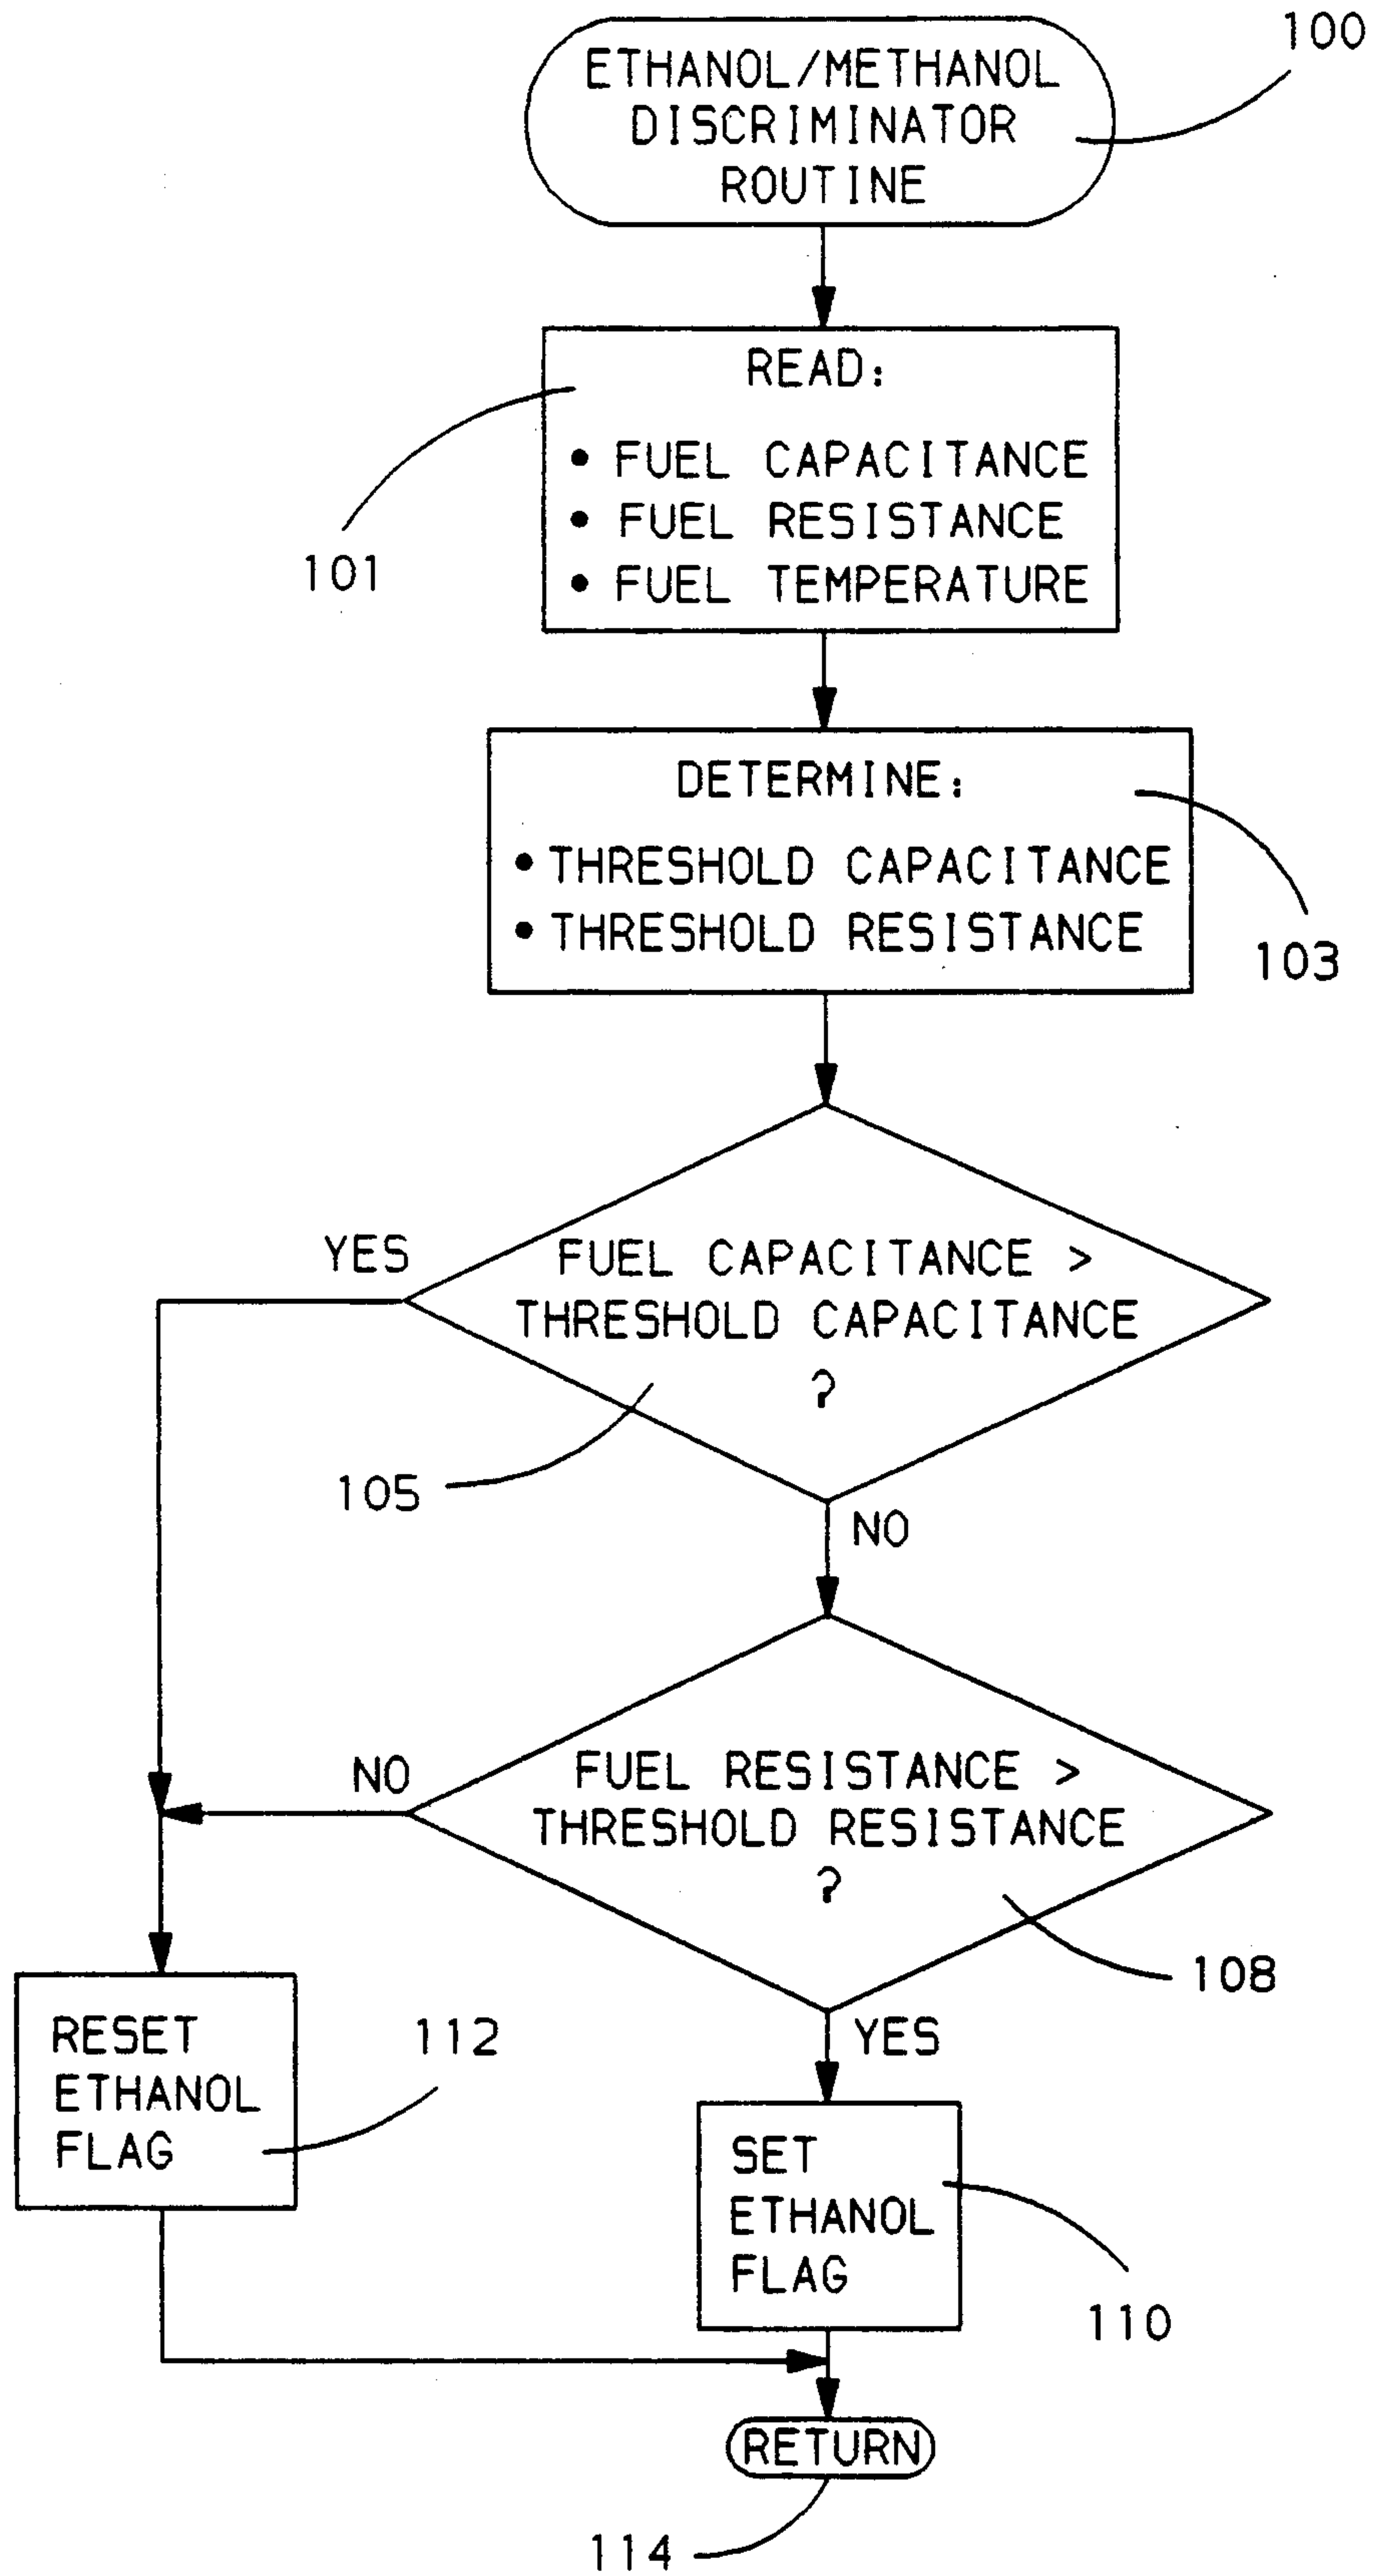 100
ETHANOL/METHANOL
DISCRIMINATOR
ROUTINE
READ:
• FUEL CAPACITANCE
• FUEL RESISTANCE
• FUEL TEMPERATURE
101
DETERMINE:
• THRESHOLD CAPACITANCE
• THRESHOLD RESISTANCE
103
YES
FUEL CAPACITANCE >
THRESHOLD CAPACITANCE
?
105
NO
NO
FUEL RESISTANCE >
THRESHOLD RESISTANCE
?
108
YES
RESET
ETHANOL
FLAG
112
SET
ETHANOL
FLAG
110
RETURN
114